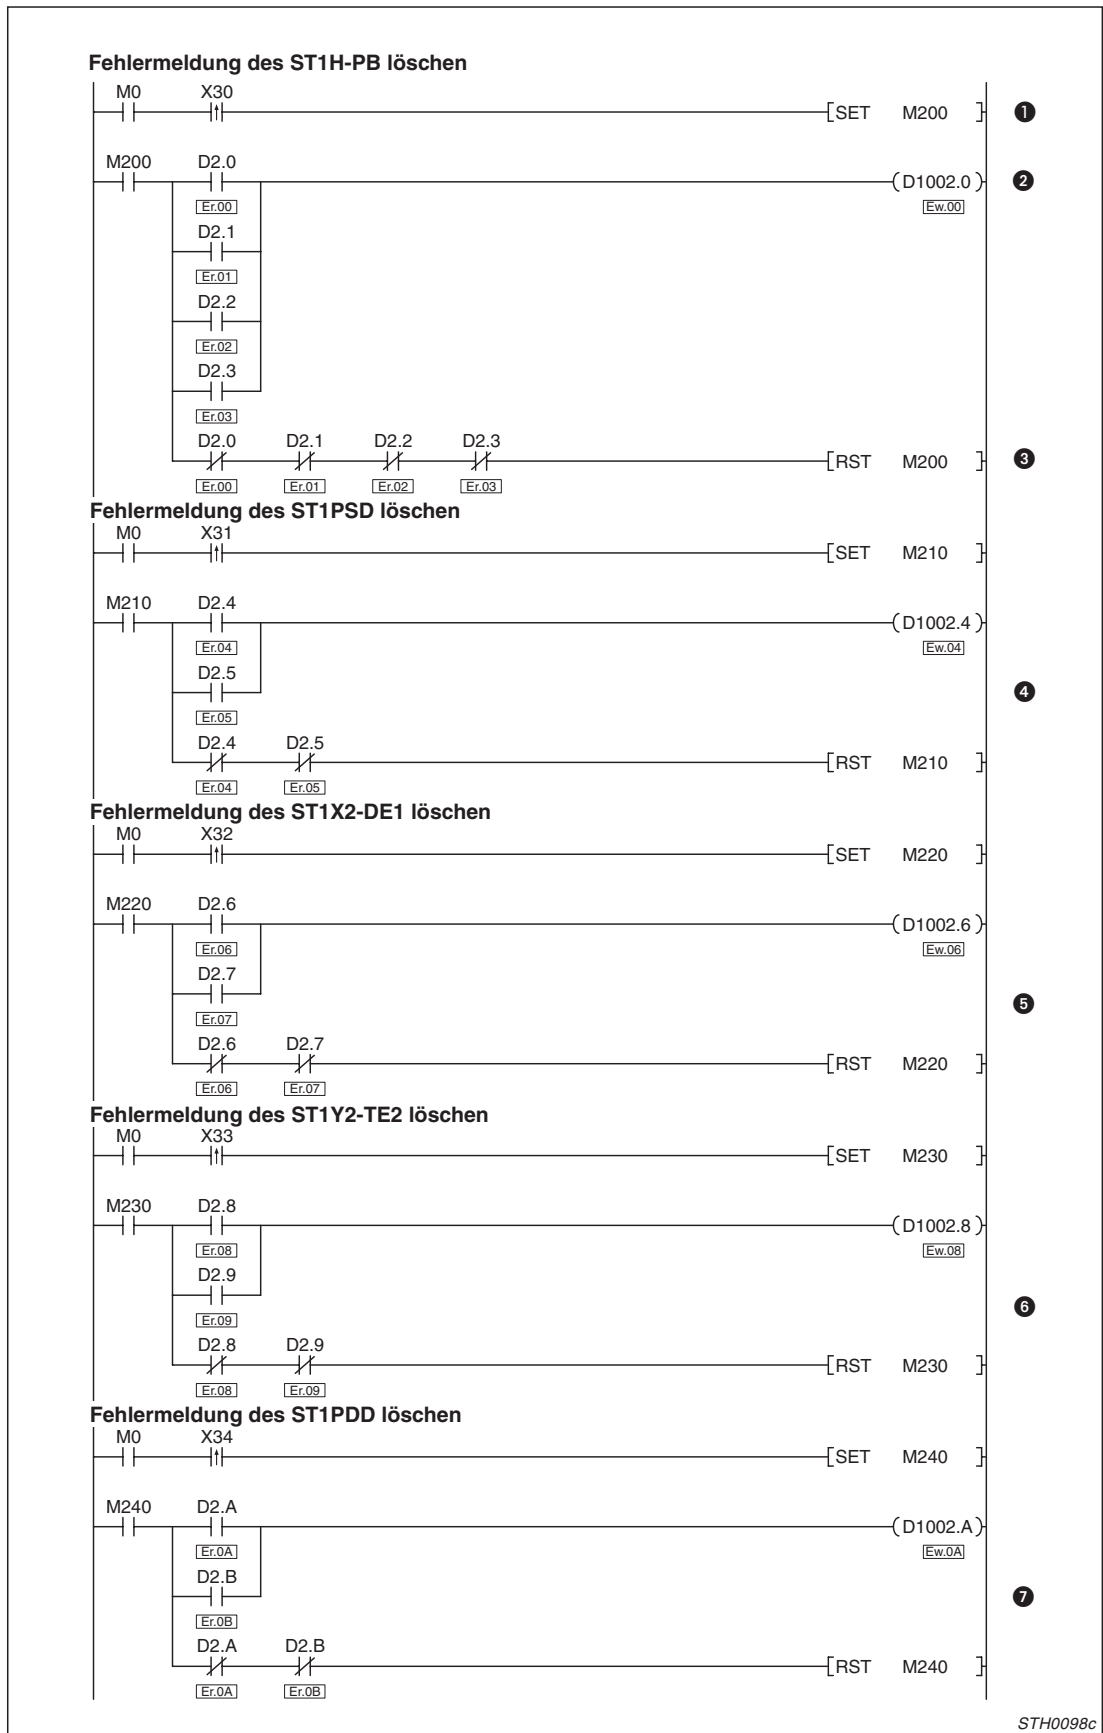 Fehlermeldung des ST1H-PB löschen
M0 X30
[SET M200 ] ❶
M200 D2.0
( D1002.0 ) ❷
Er.00 Ew.00
D2.1
Er.01
D2.2
Er.02
D2.3
Er.03
D2.0 D2.1 D2.2 D2.3
[RST M200 ] ❸
Er.00 Er.01 Er.02 Er.03
Fehlermeldung des ST1PSD löschen
M0 X31
[SET M210 ]
M210 D2.4
( D1002.4 )
Er.04 Ew.04
D2.5
❹
Er.05
D2.4 D2.5
[RST M210 ]
Er.04 Er.05
Fehlermeldung des ST1X2-DE1 löschen
M0 X32
[SET M220 ]
M220 D2.6
( D1002.6 )
Er.06 Ew.06
D2.7
❺
Er.07
D2.6 D2.7
[RST M220 ]
Er.06 Er.07
Fehlermeldung des ST1Y2-TE2 löschen
M0 X33
[SET M230 ]
M230 D2.8
( D1002.8 )
Er.08 Ew.08
D2.9
❻
Er.09
D2.8 D2.9
[RST M230 ]
Er.08 Er.09
Fehlermeldung des ST1PDD löschen
M0 X34
[SET M240 ]
M240 D2.A
( D1002.A )
Er.0A Ew.0A
D2.B
❼
Er.0B
D2.A D2.B
[RST M240 ]
Er.0A Er.0B
STH0098c